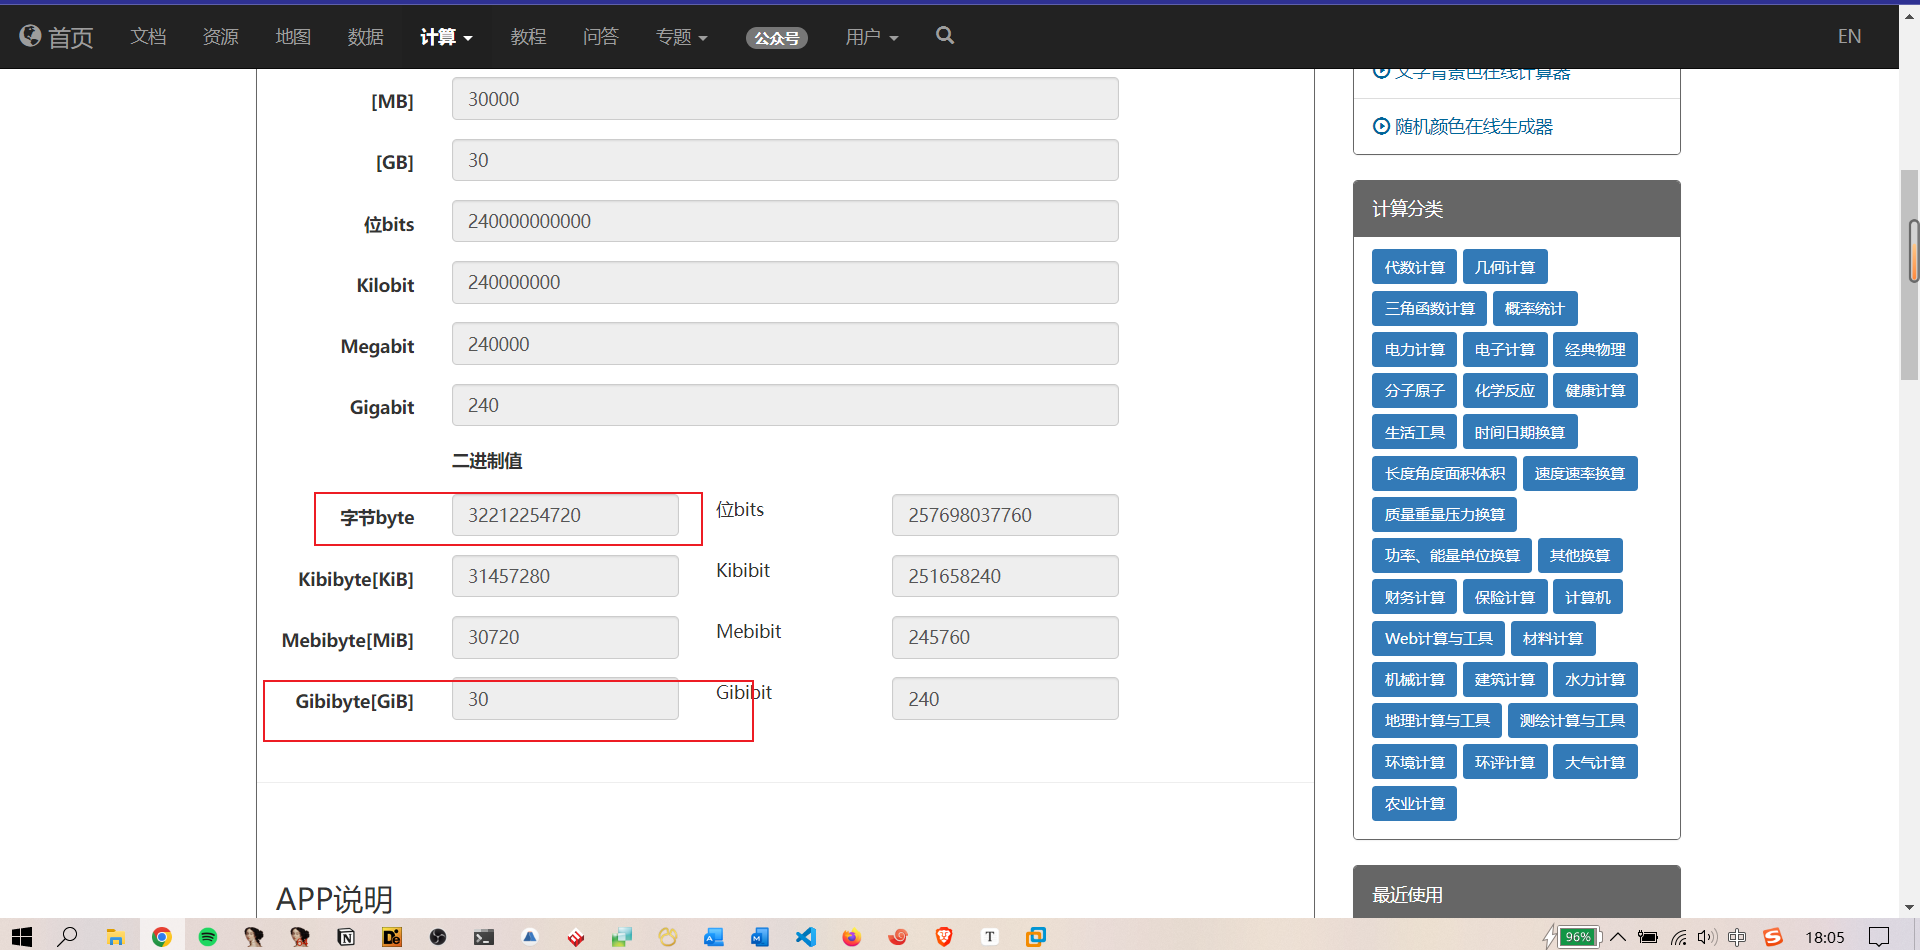 首页 文档 资源 地图 数据 计算 教程 问答 专题 公众号 用户 EN
[MB] 30000
[GB] 30
位bits 240000000000
Kilobit 240000000
Megabit 240000
Gigabit 240
二进制值
字节byte 32212254720 位bits 257698037760
Kibibyte[KiB] 31457280 Kibibit 251658240
Mebibyte[MiB] 30720 Mebibit 245760
Gibibyte[GiB] 30 Gibibit 240
APP说明
文字背景色在线计算器
随机颜色在线生成器
计算分类
代数计算 几何计算
三角函数计算 概率统计
电力计算 电子计算 经典物理
分子原子 化学反应 健康计算
生活工具 时间日期换算
长度角度面积体积 速度速率换算
质量重量压力换算
功率、能量单位换算 其他换算
财务计算 保险计算 计算机
Web计算与工具 材料计算
机械计算 建筑计算 水力计算
地理计算与工具 测绘计算与工具
环境计算 环评计算 大气计算
农业计算
最近使用
96% 中 18:05